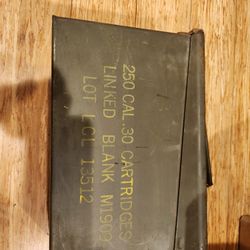 250 CAL .30 CARTRIDGES
LINKED BLANK M1909
LOT LCL 13512